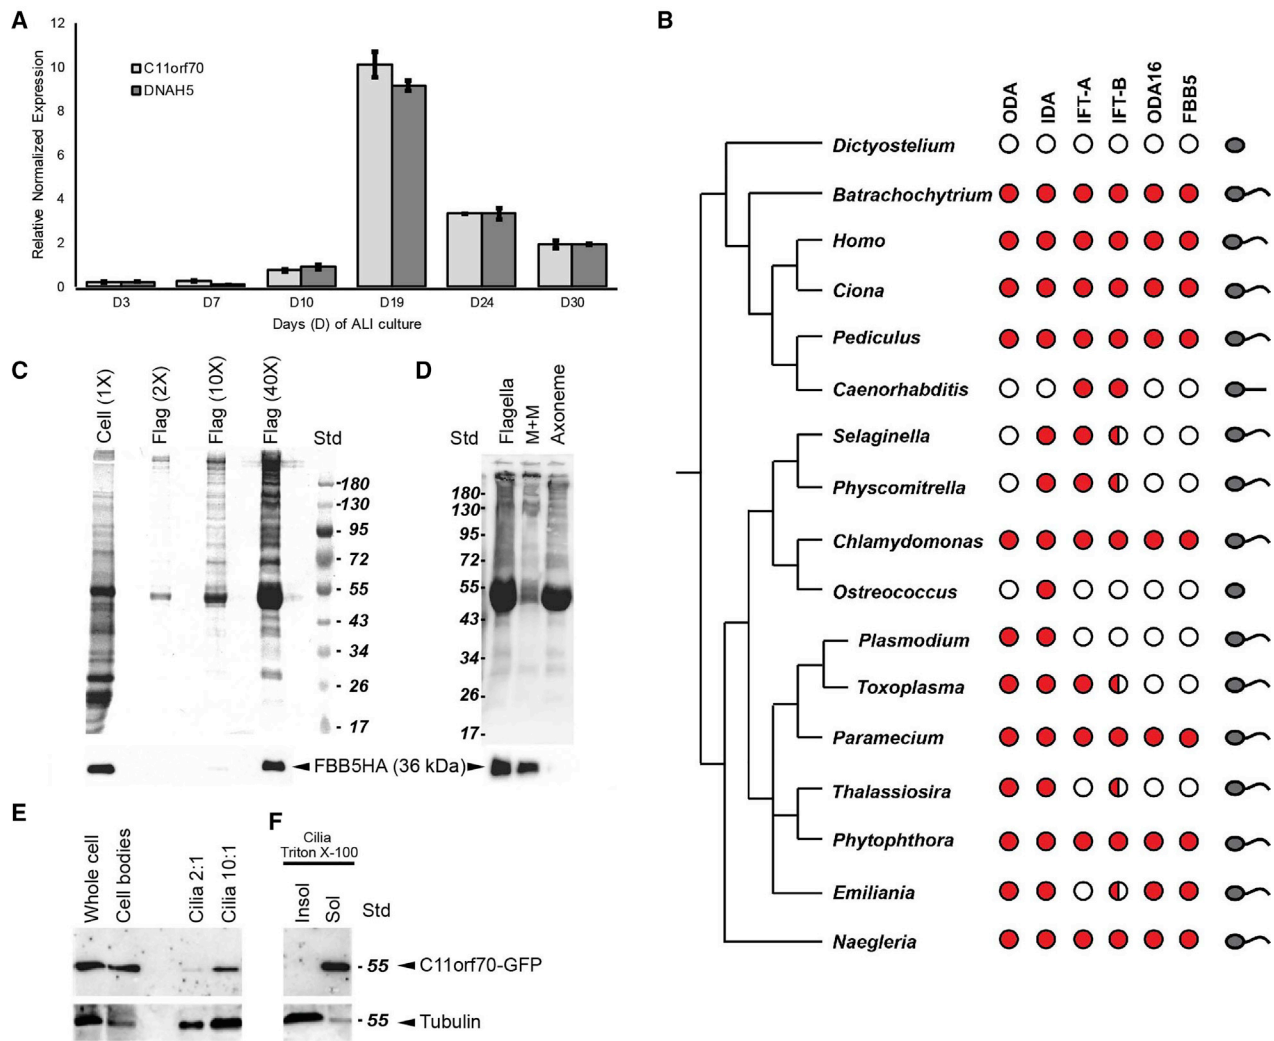 A
12
10
8
6
4
2
0
Relative Normalized Expression
C11orf70
DNAH5
D3 D7 D10 D19 D24 D30
Days (D) of ALI culture
B
ODA IDA IFT-A IFT-B ODA16 FBB5
Dictyostelium
Batrachochytrium
Homo
Ciona
Pediculus
Caenorhabditis
Selaginella
Physcomitrella
Chlamydomonas
Ostreococcus
Plasmodium
Toxoplasma
Paramecium
Thalassiosira
Phytophthora
Emiliania
Naegleria
C
Cell (1X) Flag (2X) Flag (10X) Flag (40X) Std
-180
-130
- 95
- 72
- 55
- 43
- 34
- 26
- 17
D
Std Flagella M+M Axoneme
180-
130-
95-
72-
55-
43-
34-
26-
17-
FBB5HA (36 kDa)
E
Whole cell Cell bodies Cilia 2:1 Cilia 10:1
F
Cilia
Triton X-100
Insol Sol Std
- 55 C11orf70-GFP
- 55 Tubulin